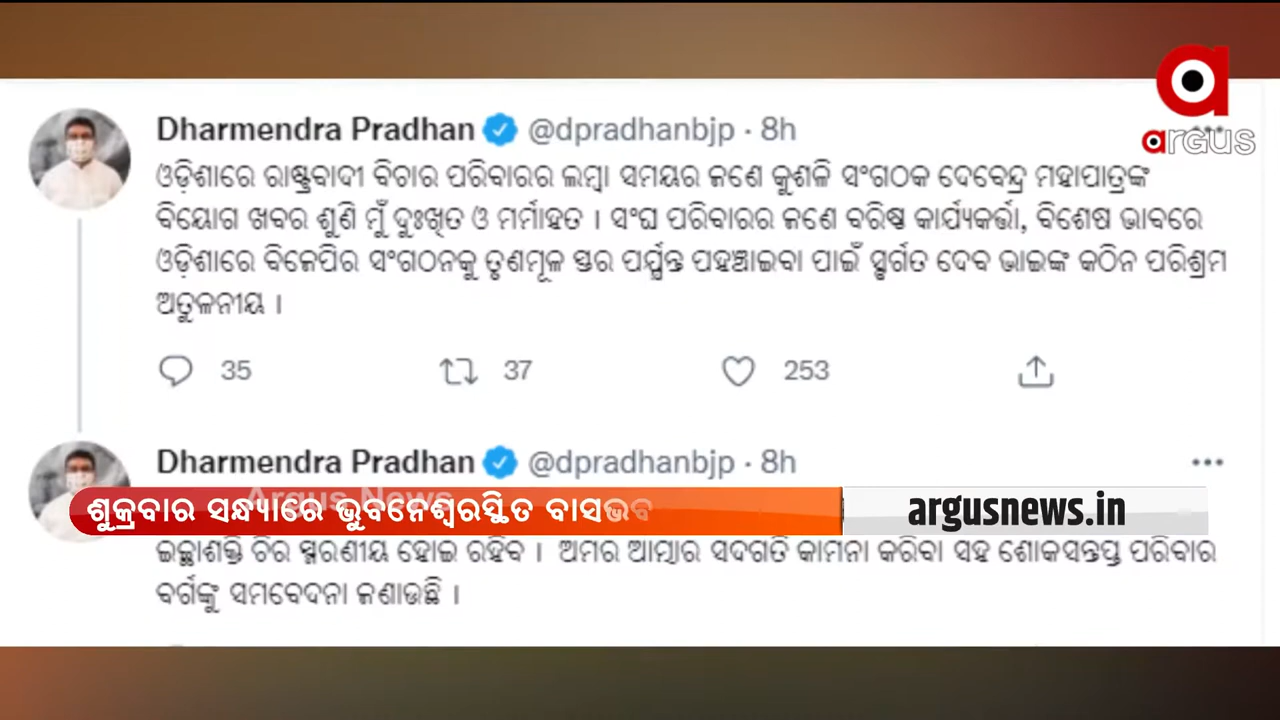 argus
Dharmendra Pradhan @dpradhanbjp · 8h
ଓଡ଼ିଶାରେ ରାଷ୍ଟ୍ରବାଦୀ ବିଚାର ପରିବାରର ଲମ୍ବା ସମୟର ଜଣେ କୁଶଳି ସଂଗଠକ ଦେବେନ୍ଦ୍ର ମହାପାତ୍ରଙ୍କ
ବିୟୋଗ ଖବର ଶୁଣି ମୁଁ ଦୁଃଖିତ ଓ ମର୍ମାହତ । ସଂଘ ପରିବାରର ଜଣେ ବରିଷ୍ଠ କାର୍ଯ୍ୟକର୍ତ୍ତା, ବିଶେଷ ଭାବରେ
ଓଡ଼ିଶାରେ ବିଜେପିର ସଂଗଠନକୁ ତୃଣମୂଳ ସ୍ତର ପର୍ଯ୍ୟନ୍ତ ପହଞ୍ଚାଇବା ପାଇଁ ସ୍ବର୍ଗତ ଦେବ ଭାଇଙ୍କ କଠିନ ପରିଶ୍ରମ
ଅତୁଳନୀୟ ।
35 37 253
Dharmendra Pradhan @dpradhanbjp · 8h
Argus News
ଶୁକ୍ରବାର ସନ୍ଧ୍ୟାରେ ଭୁବନେଶ୍ୱରସ୍ଥିତ ବାସଭବ
argusnews.in
ଇଚ୍ଛାଶକ୍ତି ଚିର ସ୍ମରଣୀୟ ହୋଇ ରହିବ । ଅମର ଆତ୍ମାର ସଦଗତି କାମନା କରିବା ସହ ଶୋକସନ୍ତପ୍ତ ପରିବାର
ବର୍ଗଙ୍କୁ ସମବେଦନା ଜଣାଉଛି ।